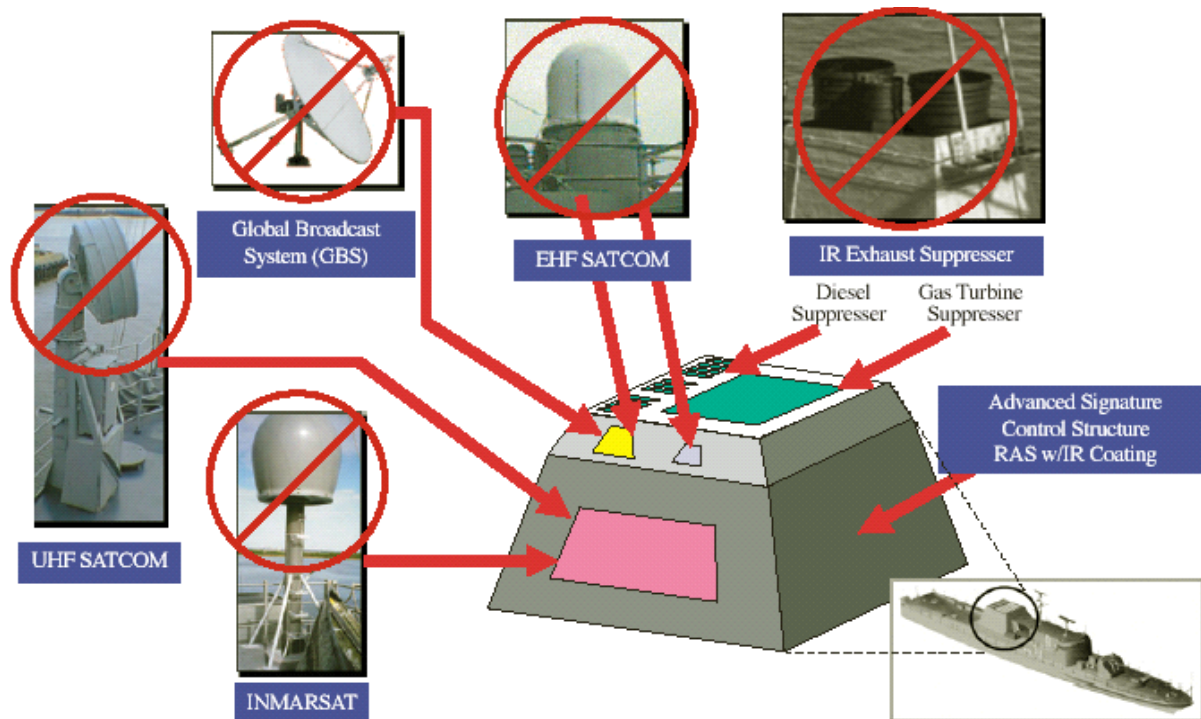 Global Broadcast
System (GBS)
EHF SATCOM
IR Exhaust Suppresser
Diesel
Suppresser
Gas Turbine
Suppresser
Advanced Signature
Control Structure
RAS w/IR Coating
UHF SATCOM
INMARSAT